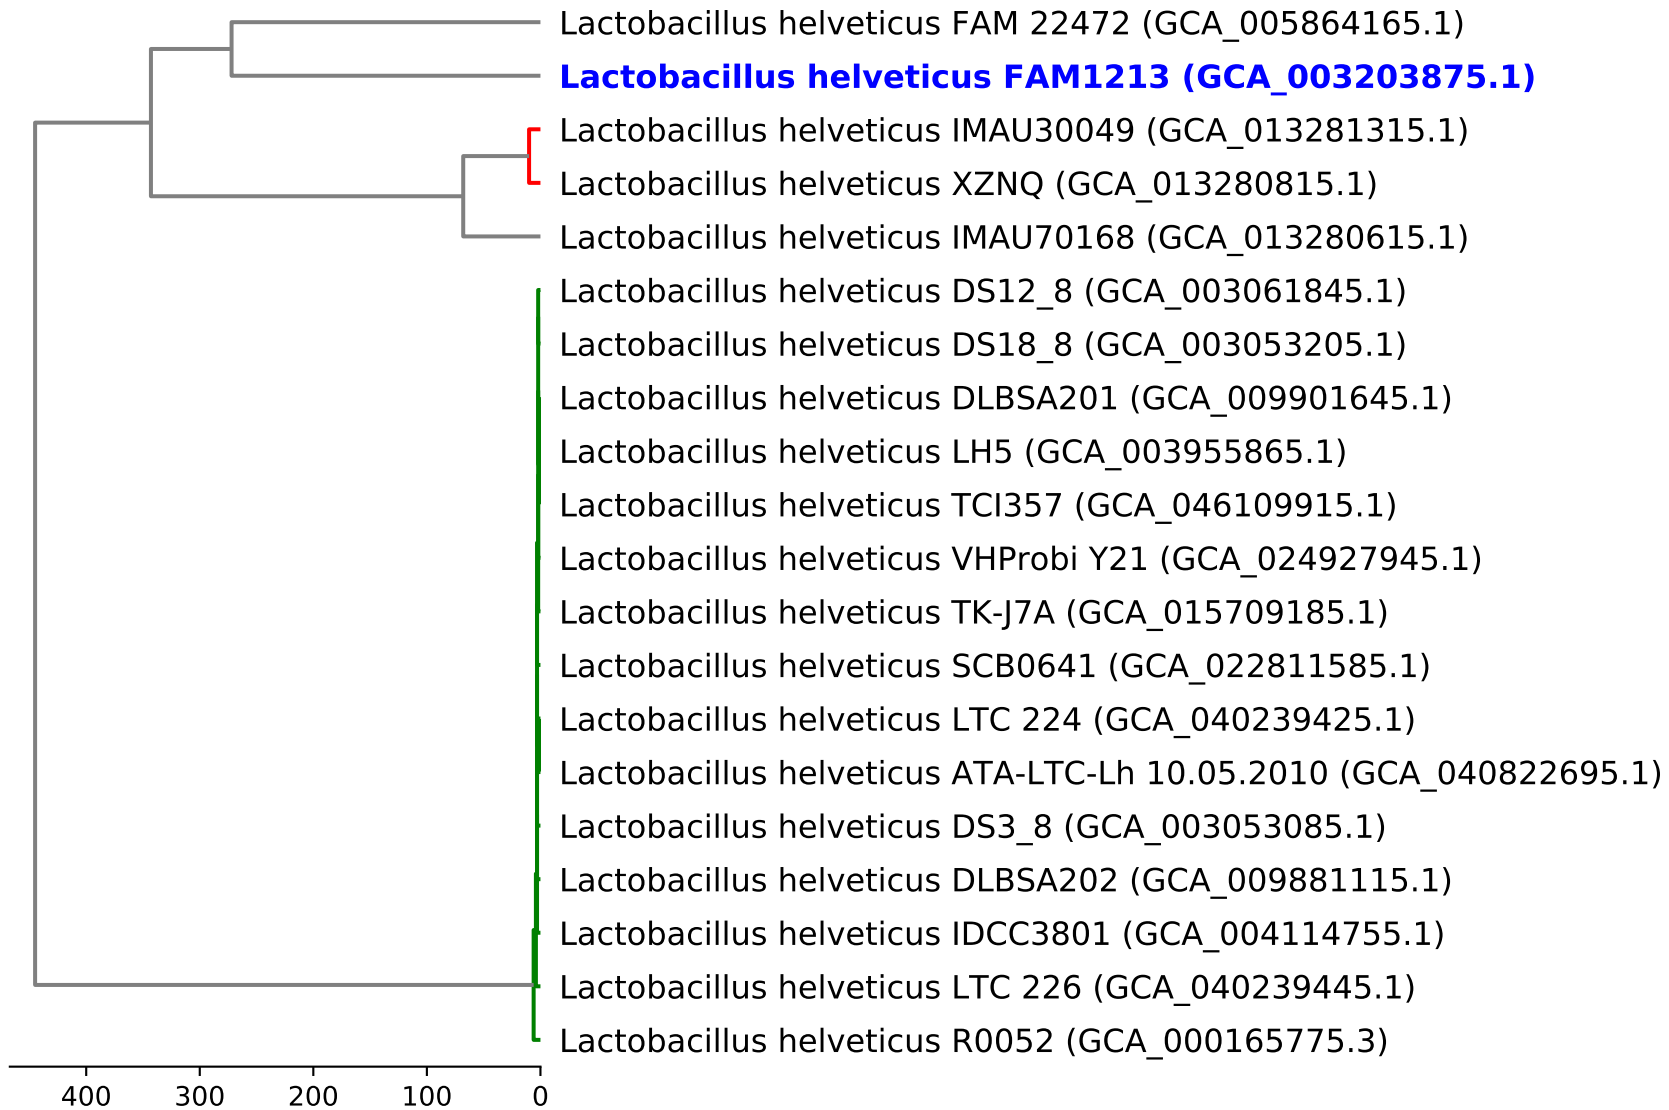 Lactobacillus helveticus FAM 22472 (GCA_005864165.1)
Lactobacillus helveticus FAM1213 (GCA_003203875.1)
Lactobacillus helveticus IMAU30049 (GCA_013281315.1)
Lactobacillus helveticus XZNQ (GCA_013280815.1)
Lactobacillus helveticus IMAU70168 (GCA_013280615.1)
Lactobacillus helveticus DS12_8 (GCA_003061845.1)
Lactobacillus helveticus DS18_8 (GCA_003053205.1)
Lactobacillus helveticus DLBSA201 (GCA_009901645.1)
Lactobacillus helveticus LH5 (GCA_003955865.1)
Lactobacillus helveticus TCI357 (GCA_046109915.1)
Lactobacillus helveticus VHProbi Y21 (GCA_024927945.1)
Lactobacillus helveticus TK-J7A (GCA_015709185.1)
Lactobacillus helveticus SCB0641 (GCA_022811585.1)
Lactobacillus helveticus LTC 224 (GCA_040239425.1)
Lactobacillus helveticus ATA-LTC-Lh 10.05.2010 (GCA_040822695.1)
Lactobacillus helveticus DS3_8 (GCA_003053085.1)
Lactobacillus helveticus DLBSA202 (GCA_009881115.1)
Lactobacillus helveticus IDCC3801 (GCA_004114755.1)
Lactobacillus helveticus LTC 226 (GCA_040239445.1)
Lactobacillus helveticus R0052 (GCA_000165775.3)
400 300 200 100 0